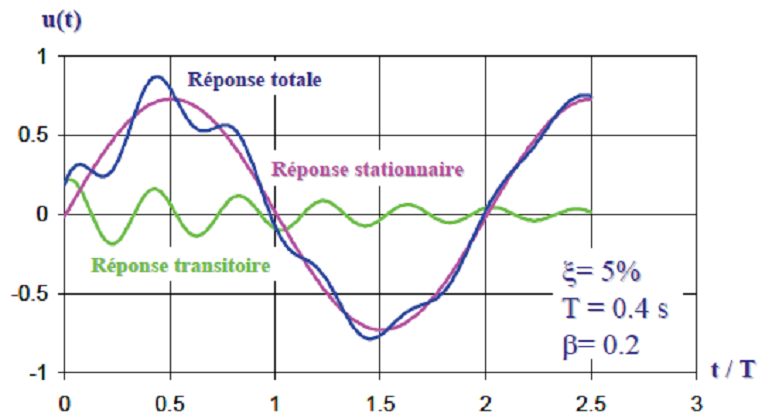 u(t)
1
Réponse totale
0.5
Réponse stationnaire
0
Réponse transitoire
ξ= 5%
-0.5
T = 0.4 s
β= 0.2
t / T
-1
0 0.5 1 1.5 2 2.5 3